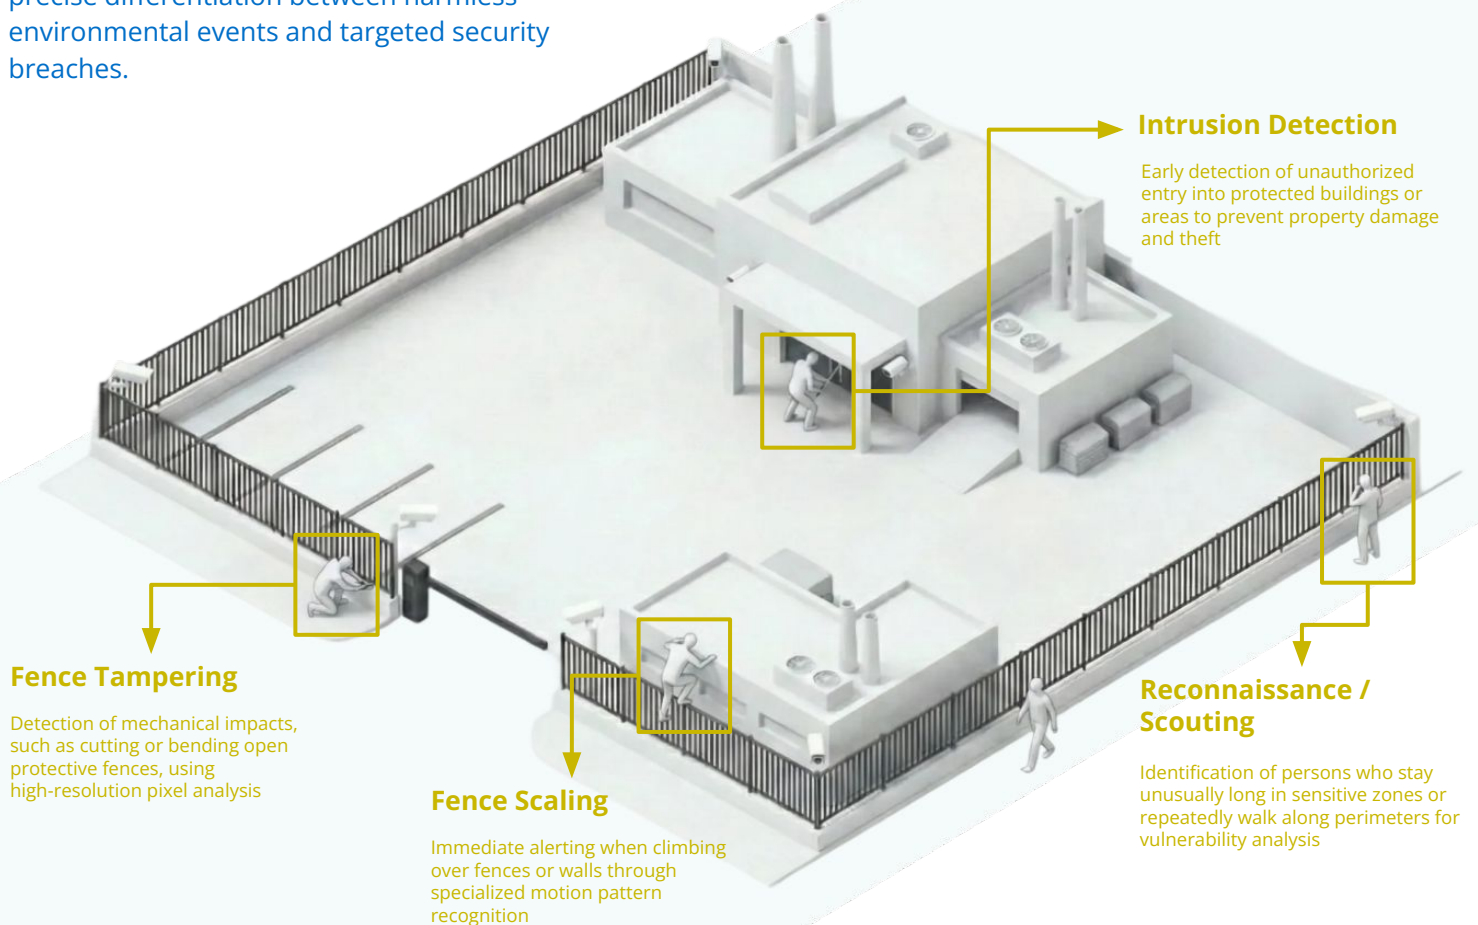 precise differentiation between harmless
environmental events and targeted security
breaches.
Intrusion Detection
Early detection of unauthorized
entry into protected buildings or
areas to prevent property damage
and theft
Fence Tampering
Detection of mechanical impacts,
such as cutting or bending open
protective fences, using
high-resolution pixel analysis
Fence Scaling
Immediate alerting when climbing
over fences or walls through
specialized motion pattern
recognition
Reconnaissance /
Scouting
Identification of persons who stay
unusually long in sensitive zones or
repeatedly walk along perimeters for
vulnerability analysis